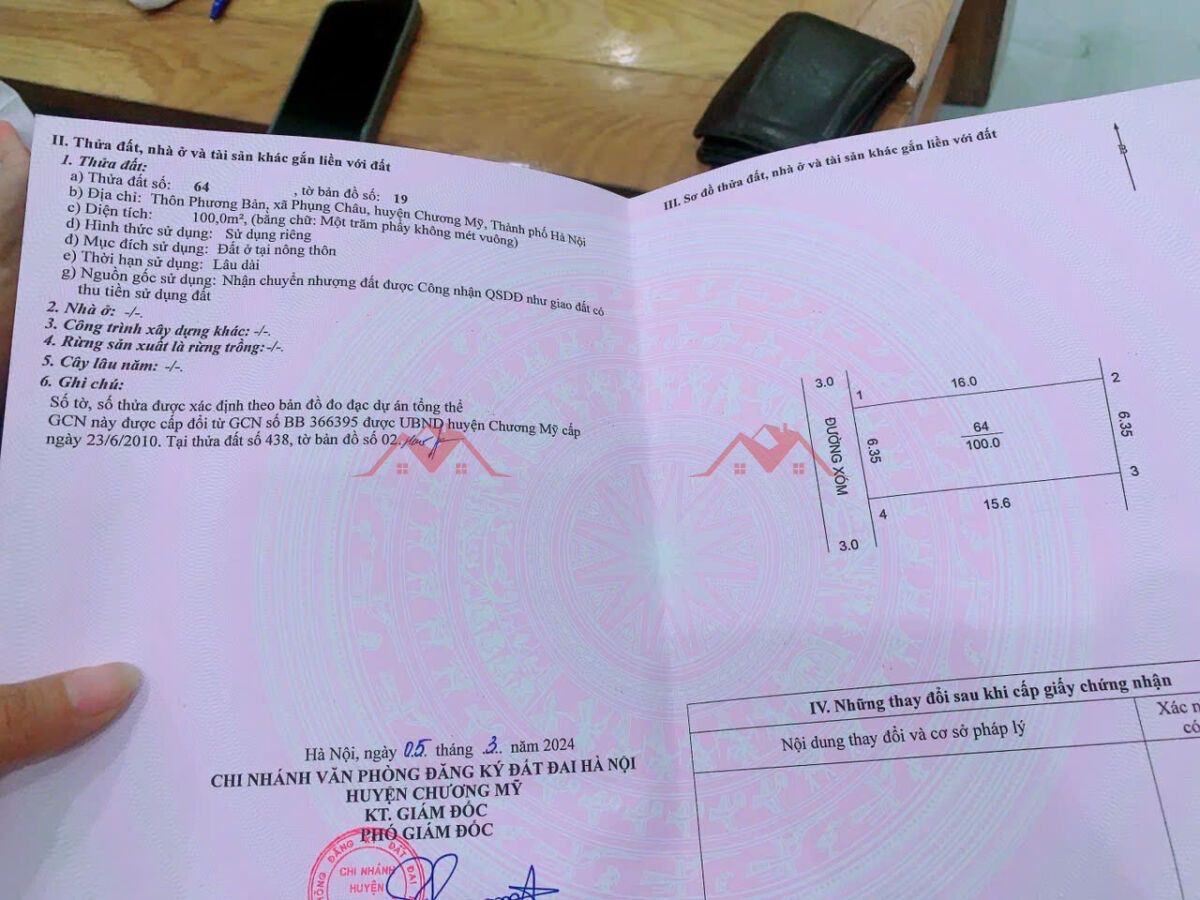 II. Thửa đất, nhà ở và tài sản khác gắn liền với đất
1. Thửa đất:
a) Thửa đất số: 64 , tờ bản đồ số: 19
b) Địa chỉ: Thôn Phương Bản, xã Phụng Châu, huyện Chương Mỹ, Thành phố Hà Nội
c) Diện tích: 100,0m², (bằng chữ: Một trăm phẩy không mét vuông)
d) Hình thức sử dụng: Sử dụng riêng
đ) Mục đích sử dụng: Đất ở tại nông thôn
e) Thời hạn sử dụng: Lâu dài
g) Nguồn gốc sử dụng: Nhận chuyển nhượng đất được Công nhận QSDĐ như giao đất có
thu tiền sử dụng đất
2. Nhà ở: -/-.
3. Công trình xây dựng khác: -/-.
4. Rừng sản xuất là rừng trồng: -/-.
5. Cây lâu năm: -/-.
6. Ghi chú:
Số tờ, số thửa được xác định theo bản đồ đo đạc dự án tổng thể
GCN này được cấp đổi từ GCN số BB 366395 được UBND huyện Chương Mỹ cấp
ngày 23/6/2010. Tại thửa đất số 438, tờ bản đồ số 02.
Hà Nội, ngày 05 tháng 3 năm 2024
CHI NHÁNH VĂN PHÒNG ĐĂNG KÝ ĐẤT ĐAI HÀ NỘI
HUYỆN CHƯƠNG MỸ
KT. GIÁM ĐỐC
PHÓ GIÁM ĐỐC
ĐĂNG KÝ ĐẤT ĐAI
CHI NHÁNH
HUYỆN
III. Sơ đồ thửa đất, nhà ở và tài sản khác gắn liền với đất
B
3.0
1
16.0
2
ĐƯỜNG XÓM
6.35
64
100.0
6.35
3
4
15.6
3.0
IV. Những thay đổi sau khi cấp giấy chứng nhận
Nội dung thay đổi và cơ sở pháp lý
Xác